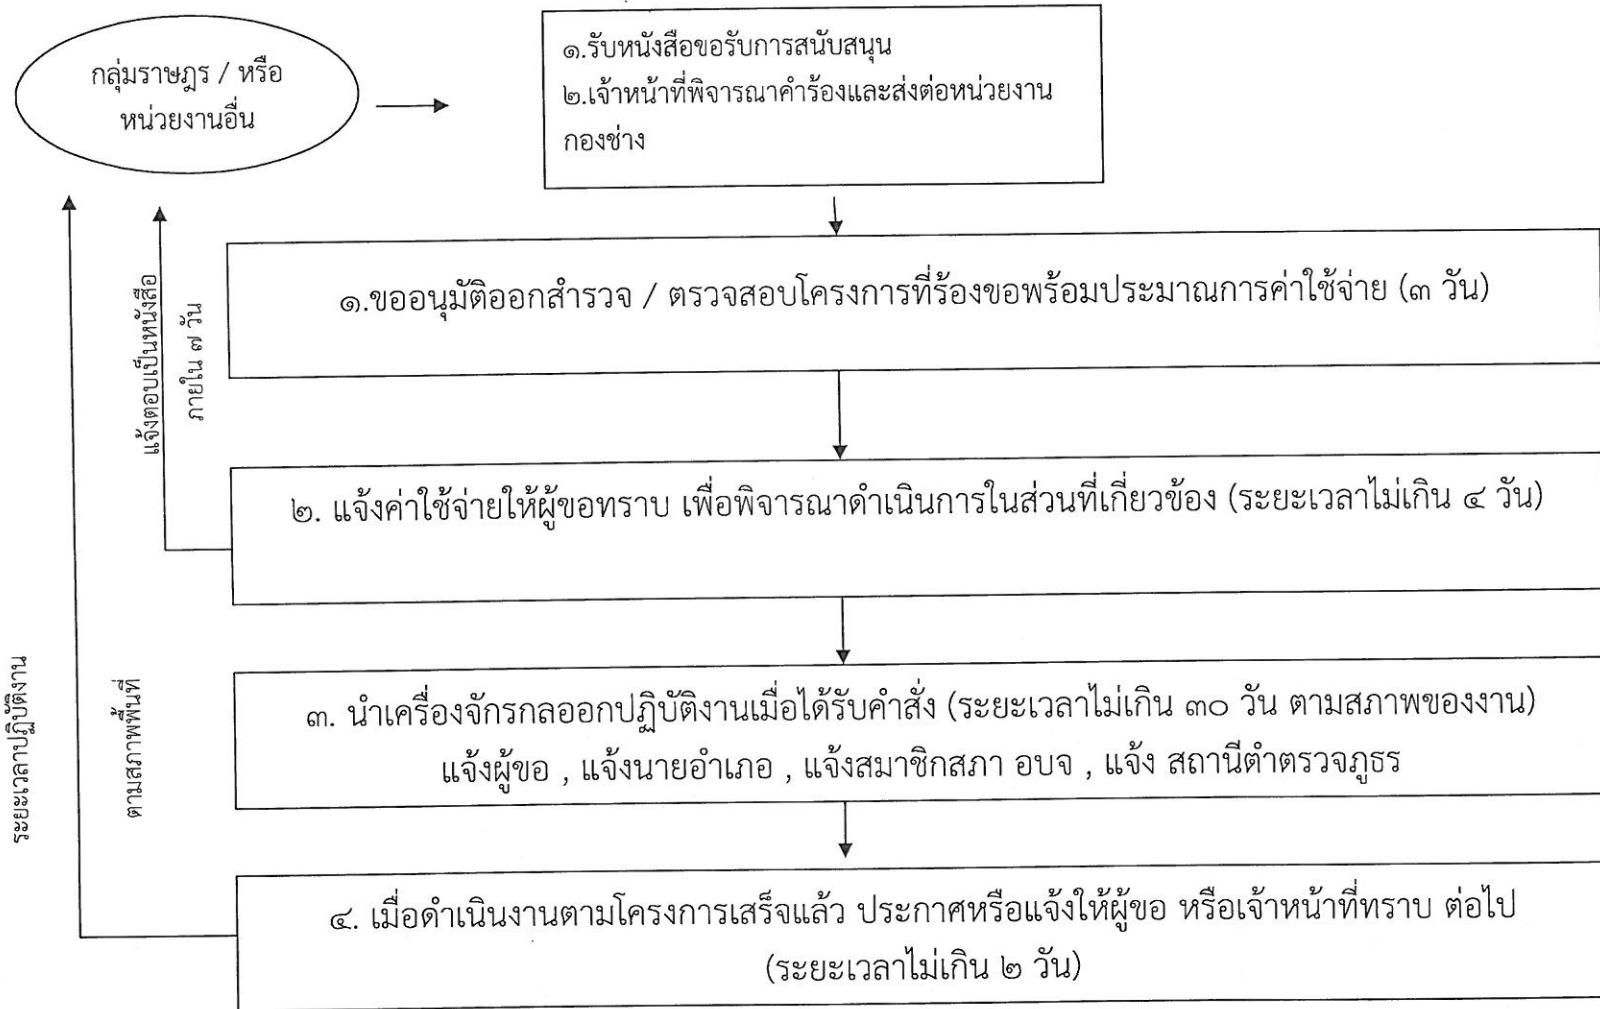 กลุ่มราษฎร / หรือ
หน่วยงานอื่น
๑.รับหนังสือขอรับการสนับสนุน
๒.เจ้าหน้าที่พิจารณาคำร้องและส่งต่อหน่วยงาน
กองช่าง
๑.ขออนุมัติออกสำรวจ / ตรวจสอบโครงการที่ร้องขอพร้อมประมาณการค่าใช้จ่าย (๓ วัน)
แจ้งตอบเป็นหนังสือ
ภายใน ๗ วัน
๒. แจ้งค่าใช้จ่ายให้ผู้ขอทราบ เพื่อพิจารณาดำเนินการในส่วนที่เกี่ยวข้อง (ระยะเวลาไม่เกิน ๔ วัน)
๓. นำเครื่องจักรกลออกปฏิบัติงานเมื่อได้รับคำสั่ง (ระยะเวลาไม่เกิน ๓๐ วัน ตามสภาพของงาน)
แจ้งผู้ขอ , แจ้งนายอำเภอ , แจ้งสมาชิกสภา อบจ , แจ้ง สถานีตำตรวจภูธร
ระยะเวลาปฏิบัติงาน
ตามสภาพพื้นที่
๔. เมื่อดำเนินงานตามโครงการเสร็จแล้ว ประกาศหรือแจ้งให้ผู้ขอ หรือเจ้าหน้าที่ทราบ ต่อไป
(ระยะเวลาไม่เกิน ๒ วัน)